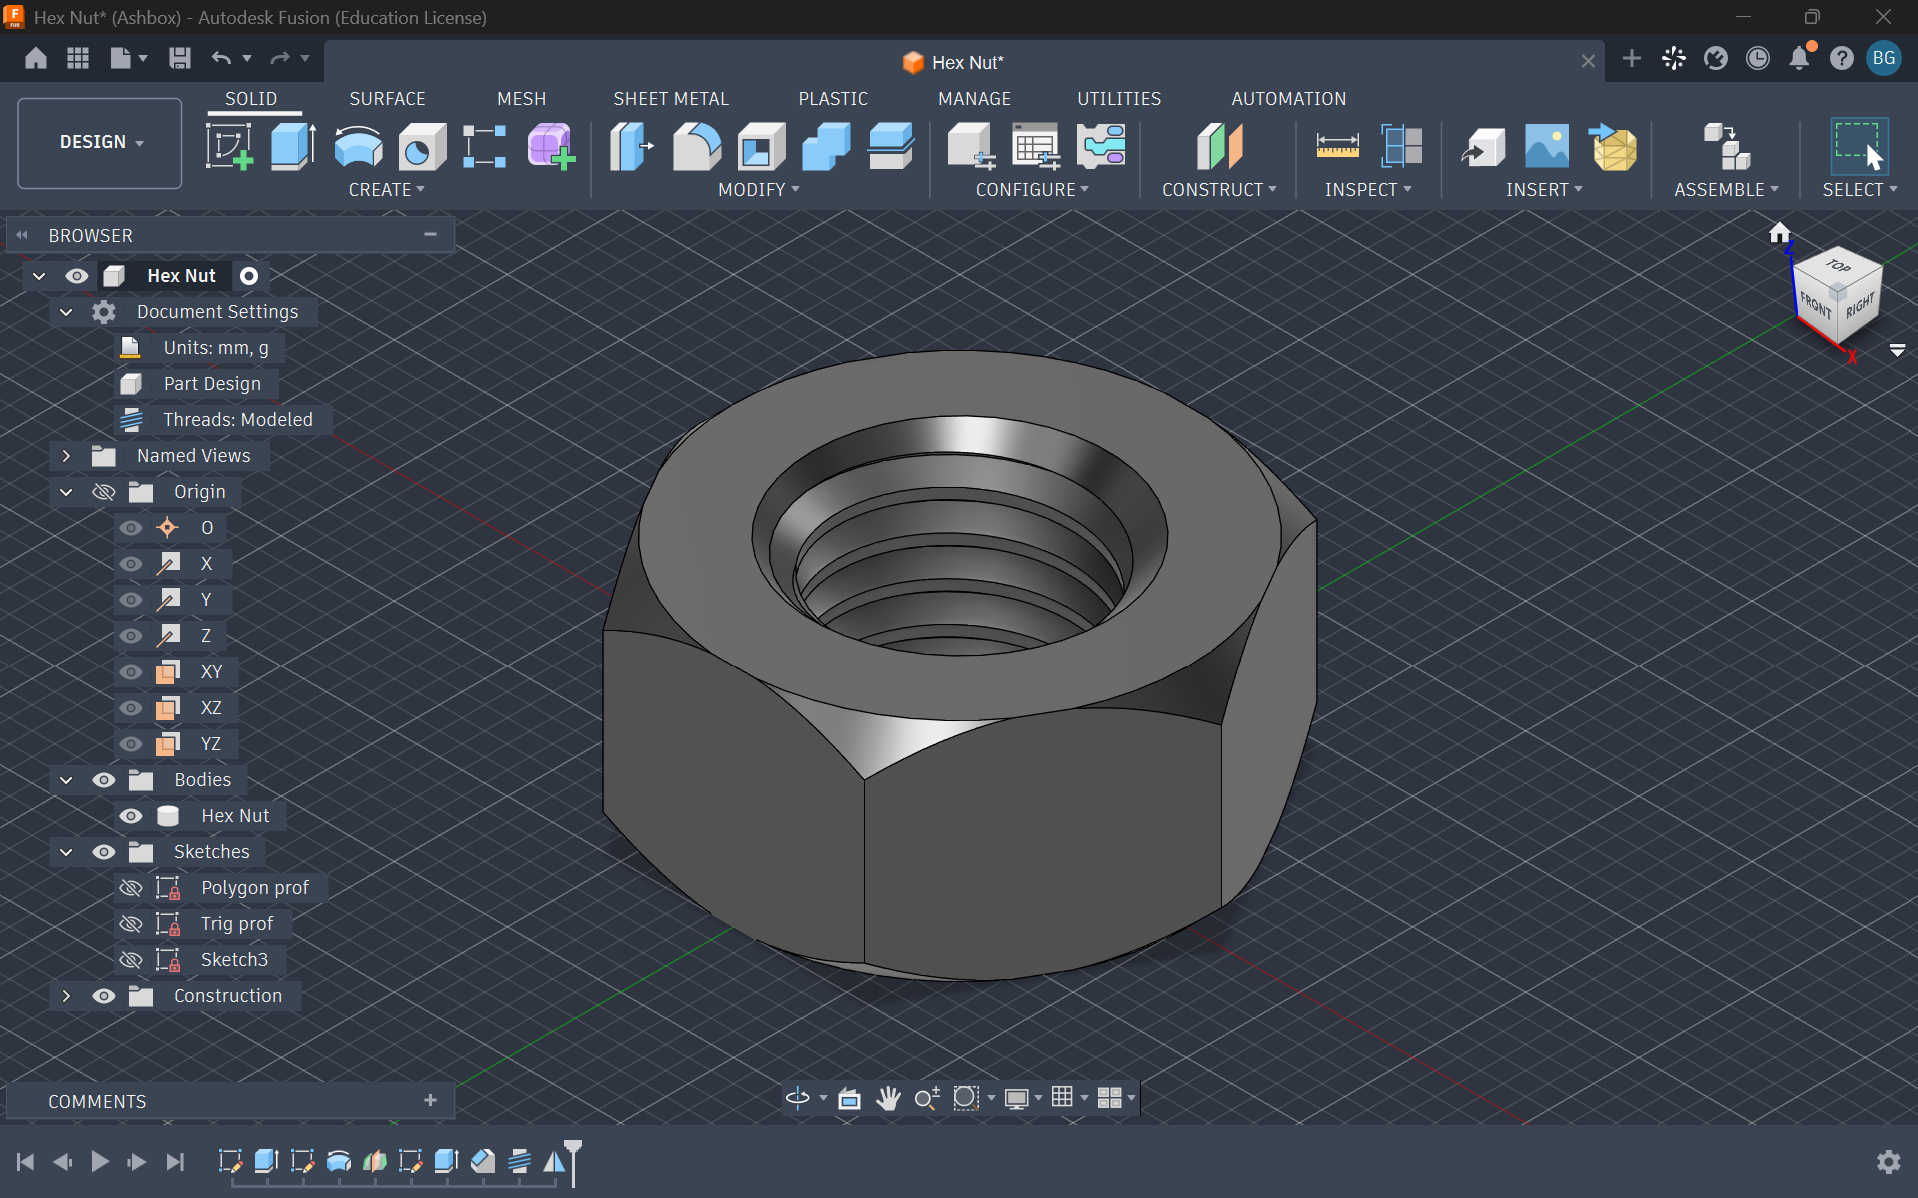 Hex Nut* (Ashbox) - Autodesk Fusion (Education License)
Hex Nut*
BG
SOLID SURFACE MESH SHEET METAL PLASTIC MANAGE UTILITIES AUTOMATION
DESIGN
CREATE MODIFY CONFIGURE CONSTRUCT INSPECT INSERT ASSEMBLE SELECT
BROWSER
Hex Nut
Document Settings
Units: mm, g
Part Design
Threads: Modeled
Named Views
Origin
O
X
Y
Z
XY
XZ
YZ
Bodies
Hex Nut
Sketches
Polygon prof
Trig prof
Sketch3
Construction
Z
TOP
FRONT RIGHT
X
COMMENTS